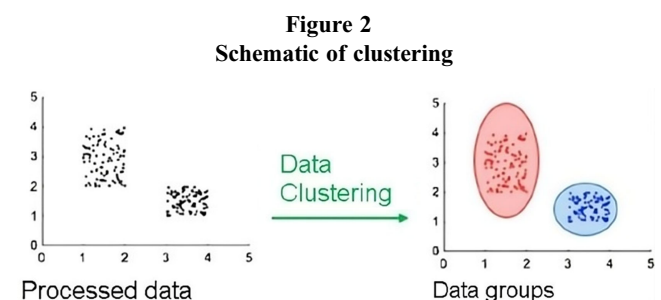 Figure 2
Schematic of clustering
5
4
3
2
1
0
0 1 2 3 4 5
Processed data
Data
Clustering
5
4
3
2
1
0
0 1 2 3 4 5
Data groups